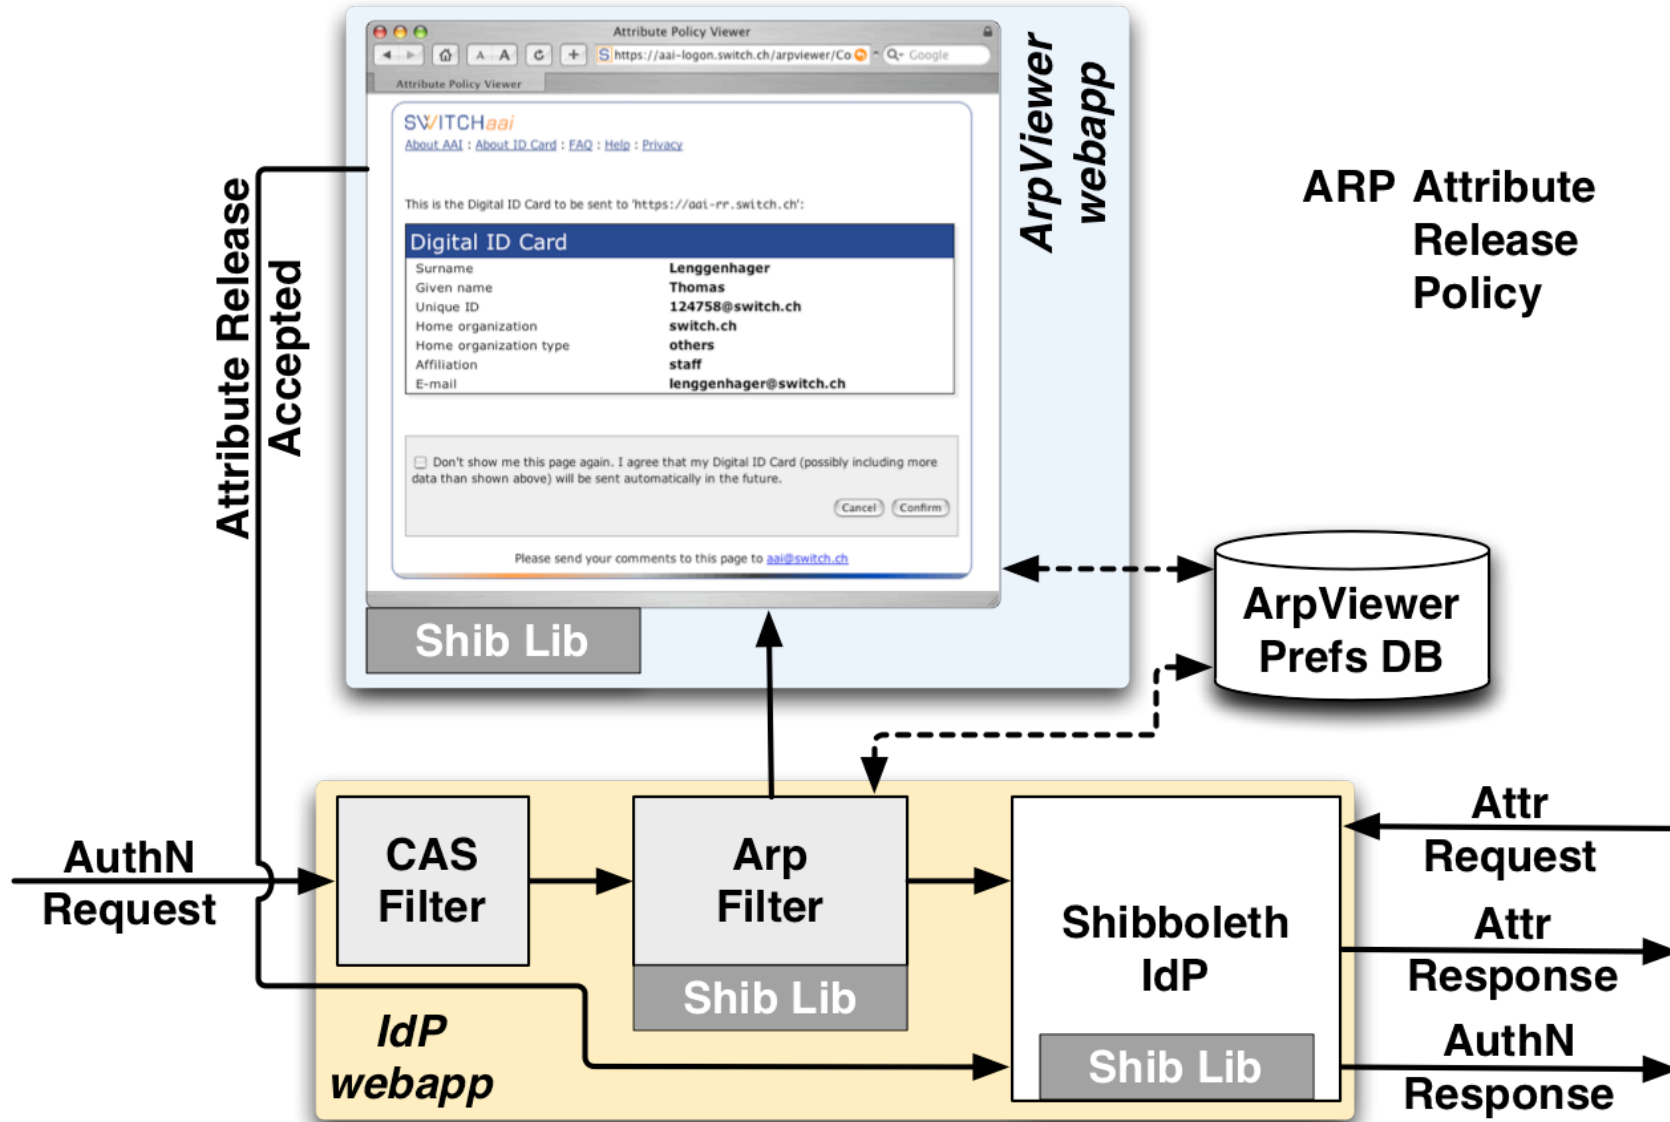 Attribute Policy Viewer
A A
+
S https://aai-logon.switch.ch/arpviewer/Co
Google
Attribute Policy Viewer
SWITCHaai
About AAI : About ID Card : FAQ : Help : Privacy
This is the Digital ID Card to be sent to 'https://aai-rr.switch.ch':
Digital ID Card
Surname Lenggenhager
Given name Thomas
Unique ID 124758@switch.ch
Home organization switch.ch
Home organization type others
Affiliation staff
E-mail lenggenhager@switch.ch
Don't show me this page again. I agree that my Digital ID Card (possibly including more
data than shown above) will be sent automatically in the future.
Cancel Confirm
Please send your comments to this page to aai@switch.ch
Shib Lib
ArpViewer
webapp
Attribute Release
Accepted
ARP Attribute
Release
Policy
ArpViewer
Prefs DB
AuthN
Request
CAS
Filter
Arp
Filter
Shib Lib
Shibboleth
IdP
Shib Lib
IdP
webapp
Attr
Request
Attr
Response
AuthN
Response